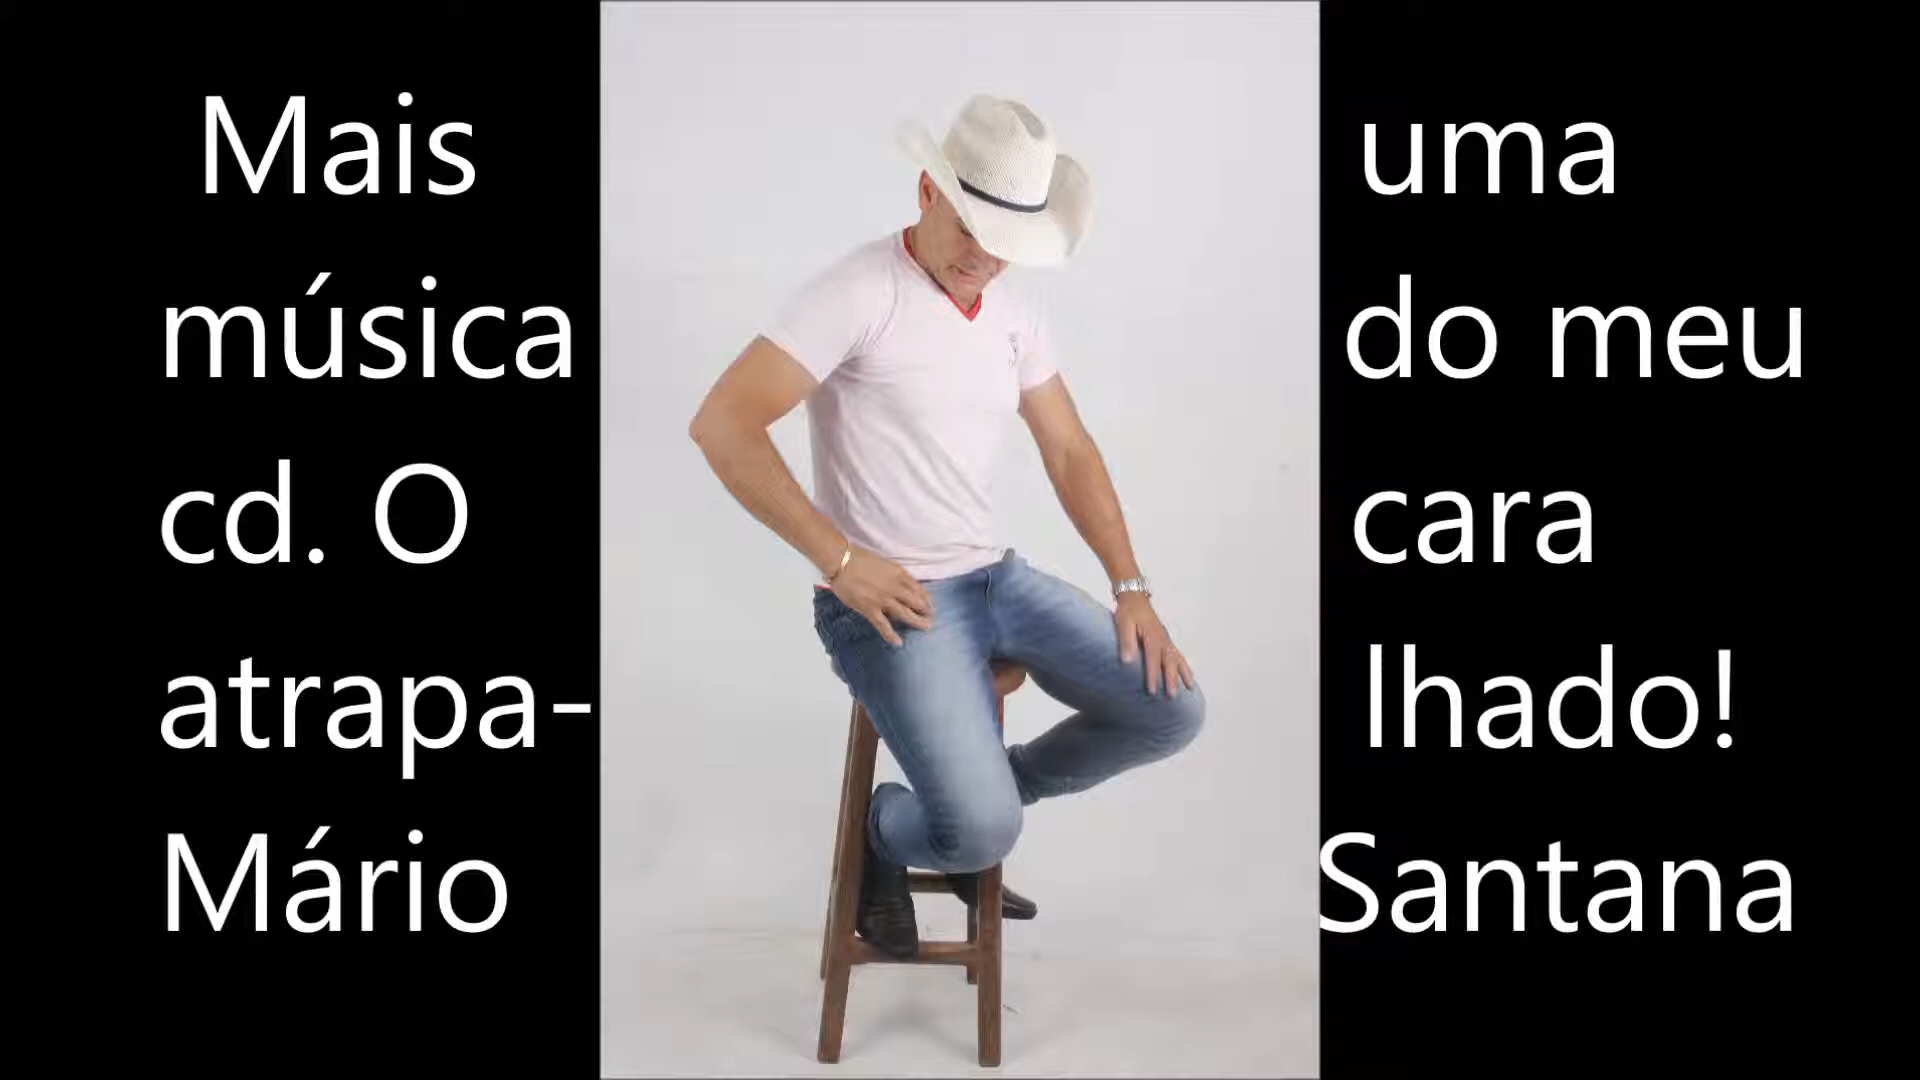 Mais uma
música do meu
cd. O cara
atrapa-lhado!
Mário Santana